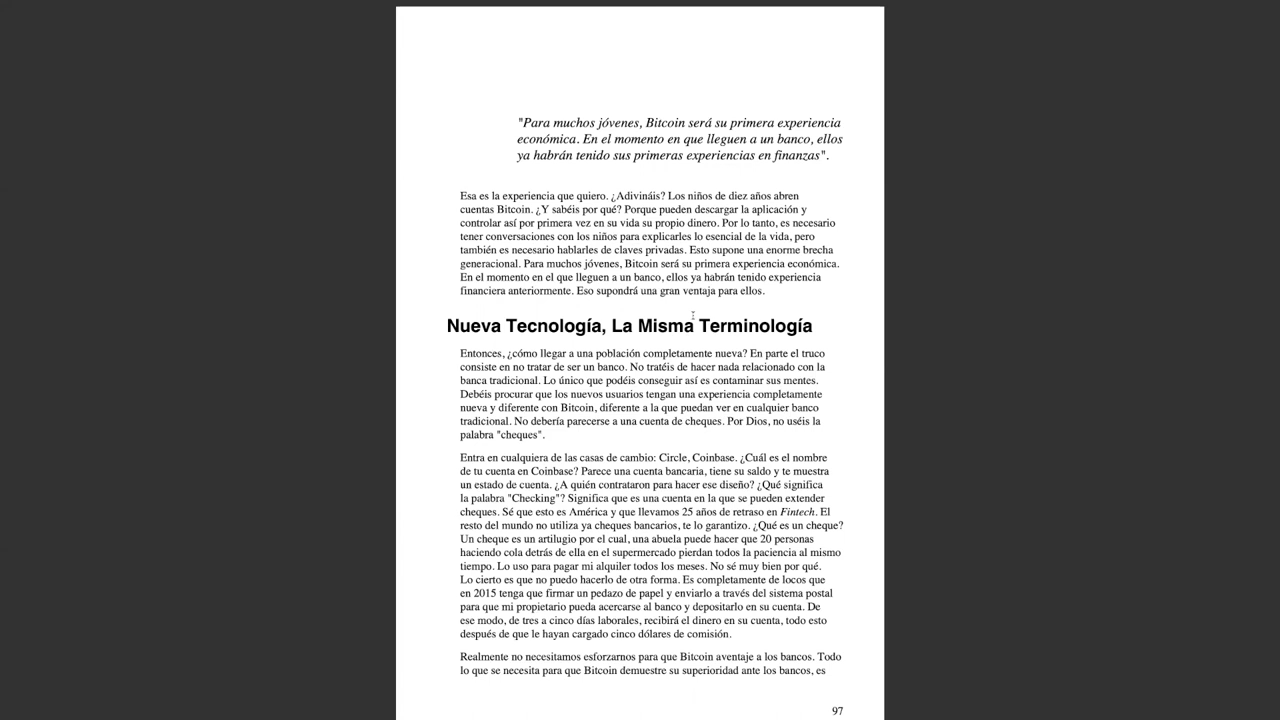 "Para muchos jóvenes, Bitcoin será su primera experiencia
económica. En el momento en que lleguen a un banco, ellos
ya habrán tenido sus primeras experiencias en finanzas".
Esa es la experiencia que quiero. ¿Adivináis? Los niños de diez años abren
cuentas Bitcoin. ¿Y sabéis por qué? Porque pueden descargar la aplicación y
controlar así por primera vez en su vida su propio dinero. Por lo tanto, es necesario
tener conversaciones con los niños para explicarles lo esencial de la vida, pero
también es necesario hablarles de claves privadas. Esto supone una enorme brecha
generacional. Para muchos jóvenes, Bitcoin será su primera experiencia económica.
En el momento en el que lleguen a un banco, ellos ya habrán tenido experiencia
financiera anteriormente. Eso supondrá una gran ventaja para ellos.
Nueva Tecnología, La Misma Terminología
Entonces, ¿cómo llegar a una población completamente nueva? En parte el truco
consiste en no tratar de ser un banco. No tratéis de hacer nada relacionado con la
banca tradicional. Lo único que podéis conseguir así es contaminar sus mentes.
Debéis procurar que los nuevos usuarios tengan una experiencia completamente
nueva y diferente con Bitcoin, diferente a la que puedan ver en cualquier banco
tradicional. No debería parecerse a una cuenta de cheques. Por Dios, no uséis la
palabra "cheques".
Entra en cualquiera de las casas de cambio: Circle, Coinbase. ¿Cuál es el nombre
de tu cuenta en Coinbase? Parece una cuenta bancaria, tiene su saldo y te muestra
un estado de cuenta. ¿A quién contrataron para hacer ese diseño? ¿Qué significa
la palabra "Checking"? Significa que es una cuenta en la que se pueden extender
cheques. Sé que esto es América y que llevamos 25 años de retraso en Fintech. El
resto del mundo no utiliza ya cheques bancarios, te lo garantizo. ¿Qué es un cheque?
Un cheque es un artilugio por el cual, una abuela puede hacer que 20 personas
haciendo cola detrás de ella en el supermercado pierdan todos la paciencia al mismo
tiempo. Lo uso para pagar mi alquiler todos los meses. No sé muy bien por qué.
Lo cierto es que no puedo hacerlo de otra forma. Es completamente de locos que
en 2015 tenga que firmar un pedazo de papel y enviarlo a través del sistema postal
para que mi propietario pueda acercarse al banco y depositarlo en su cuenta. De
ese modo, de tres a cinco días laborales, recibirá el dinero en su cuenta, todo esto
después de que le hayan cargado cinco dólares de comisión.
Realmente no necesitamos esforzarnos para que Bitcoin aventaje a los bancos. Todo
lo que se necesita para que Bitcoin demuestre su superioridad ante los bancos, es
97